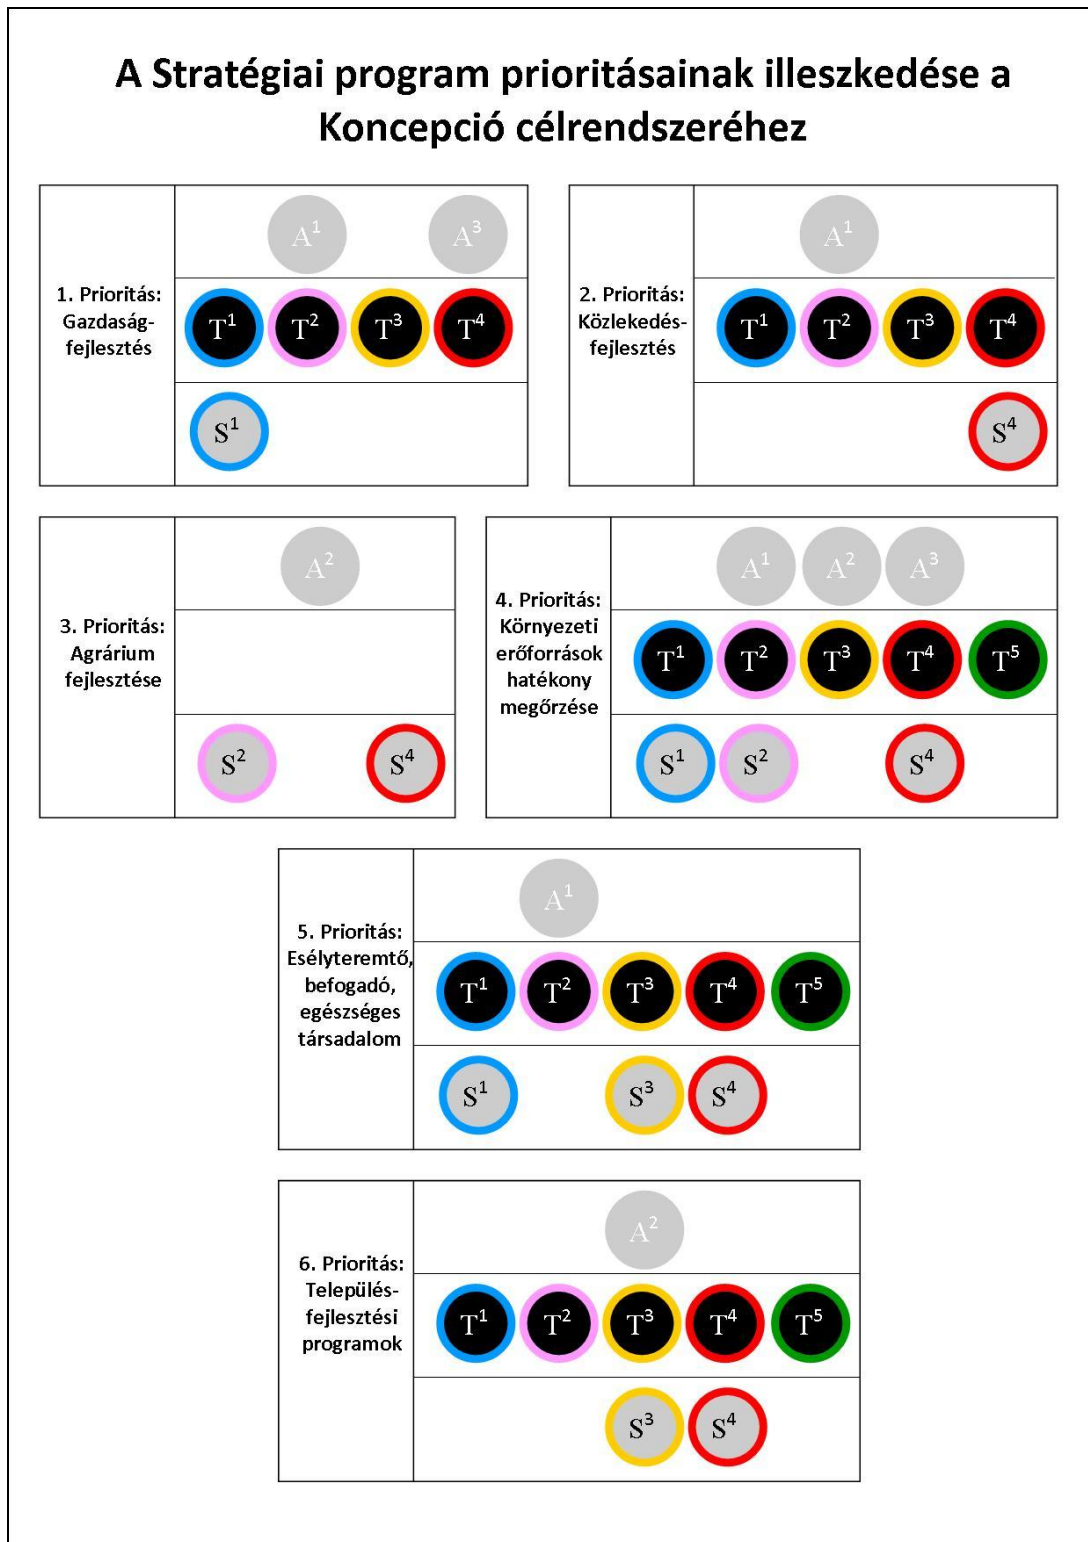 A Stratégiai program prioritásainak illeszkedése a
Koncepció célrendszeréhez
1. Prioritás:
Gazdaság-
fejlesztés
A¹ A³
T¹ T² T³ T⁴
S¹
2. Prioritás:
Közlekedés-
fejlesztés
A¹
T¹ T² T³ T⁴
S⁴
3. Prioritás:
Agrárium
fejlesztése
A²
S² S⁴
4. Prioritás:
Környezeti
erőforrások
hatékony
megőrzése
A¹ A² A³
T¹ T² T³ T⁴ T⁵
S¹ S² S⁴
5. Prioritás:
Esélyteremtő,
befogadó,
egészséges
társadalom
A¹
T¹ T² T³ T⁴ T⁵
S¹ S³ S⁴
6. Prioritás:
Település-
fejlesztési
programok
A²
T¹ T² T³ T⁴ T⁵
S³ S⁴